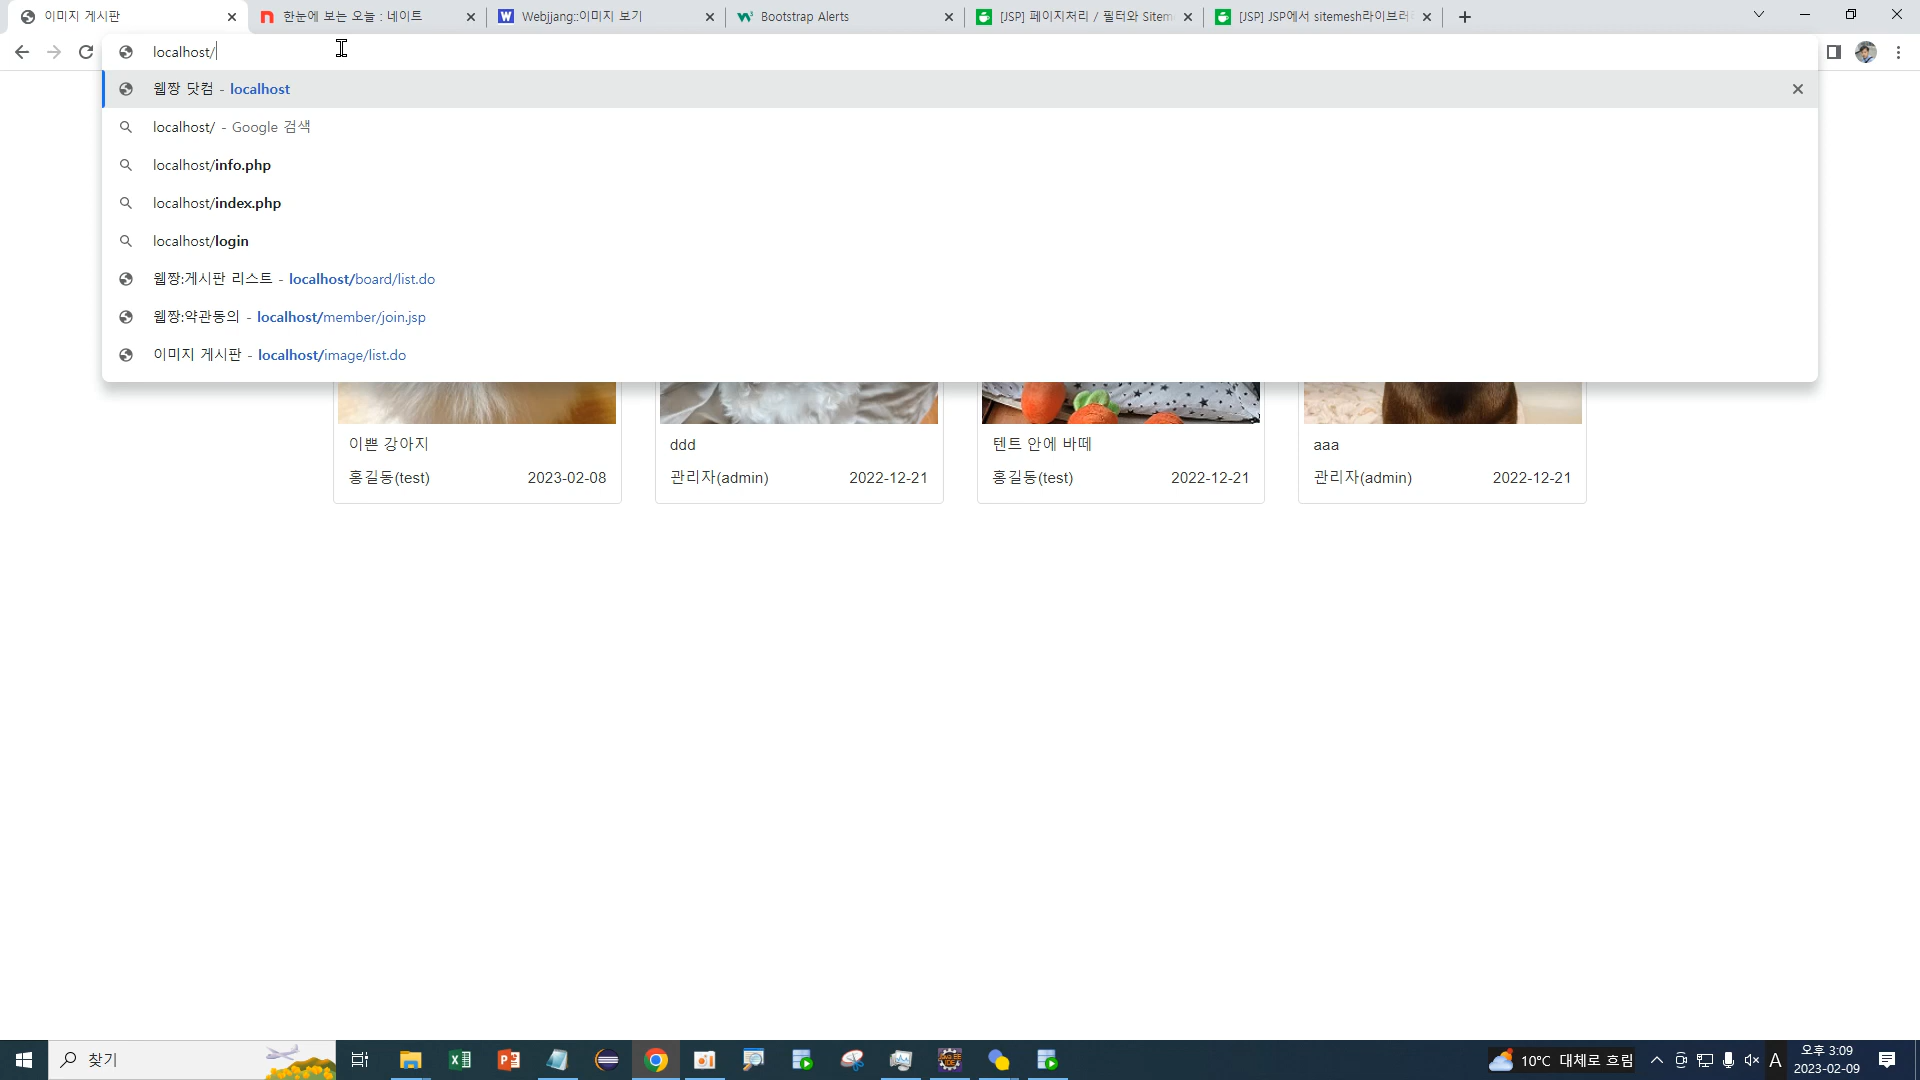 이미지 게시판
한눈에 보는 오늘 : 네이트
Webjjang::이미지 보기
Bootstrap Alerts
[JSP] 페이지처리 / 필터와 Sitem
[JSP] JSP에서 sitemesh라이브러
localhost/
웹짱 닷컴 - localhost
localhost/ - Google 검색
localhost/info.php
localhost/index.php
localhost/login
웹짱:게시판 리스트 - localhost/board/list.do
웹짱:약관동의 - localhost/member/join.jsp
이미지 게시판 - localhost/image/list.do
이쁜 강아지
홍길동(test) 2023-02-08
ddd
관리자(admin) 2022-12-21
텐트 안에 바떼
홍길동(test) 2022-12-21
aaa
관리자(admin) 2022-12-21
찾기
10°C 대체로 흐림
A
오후 3:09
2023-02-09